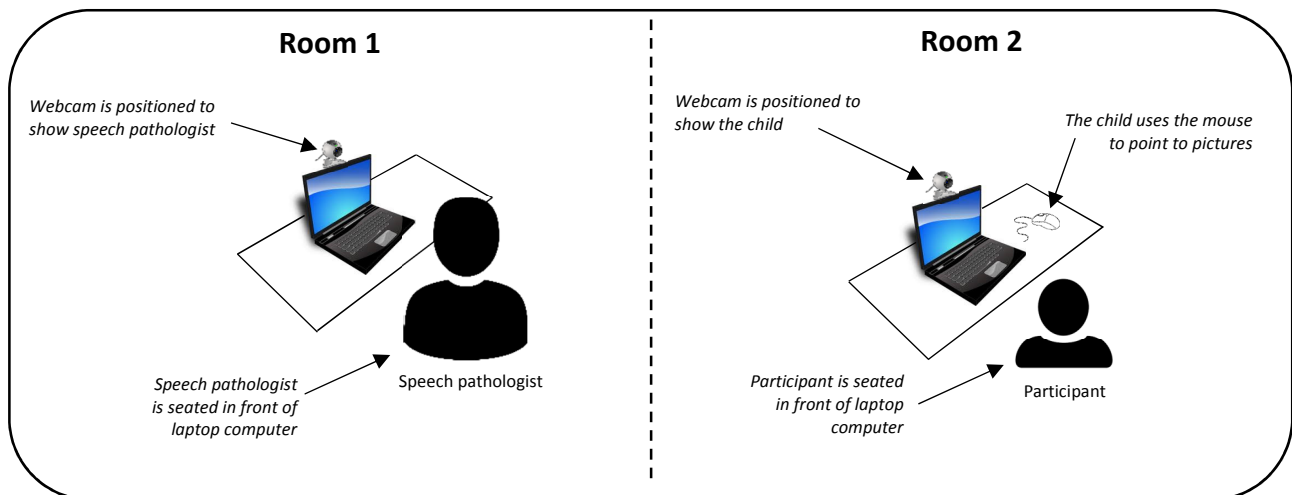 Room 1
Webcam is positioned to
show speech pathologist
Speech pathologist
Speech pathologist
is seated in front of
laptop computer
Room 2
Webcam is positioned to
show the child
The child uses the mouse
to point to pictures
Participant is seated
in front of laptop
computer
Participant